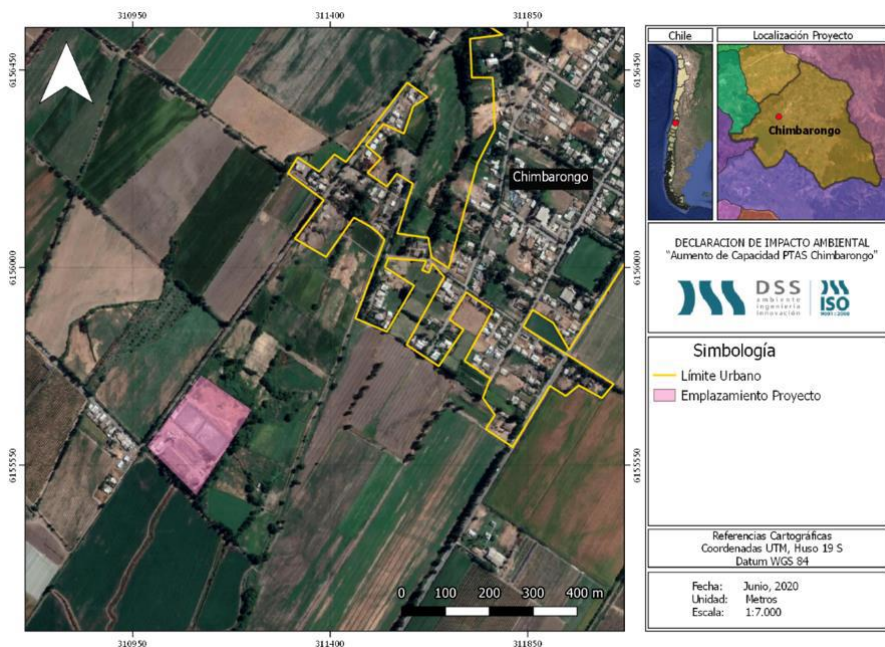 310950
311400
311850
6156450
6156000
6155550
Chimbarongo
0 100 200 300 400 m
6156450
6156000
6155550
310950
311400
311850
Chile
Localización Proyecto
Chimbarongo
DECLARACION DE IMPACTO AMBIENTAL
"Aumento de Capacidad PTAS Chimbarongo"
DSS
ambiente
ingeniería
innovación
ISO
Simbología
Límite Urbano
Emplazamiento Proyecto
Referencias Cartográficas
Coordenadas UTM, Huso 19 S
Datum WGS 84
Fecha: Junio, 2020
Unidad: Metros
Escala: 1:7.000